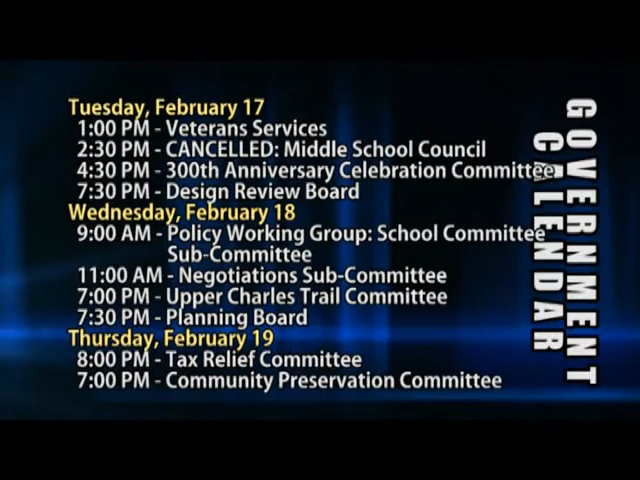 Tuesday, February 17
1:00 PM - Veterans Services
2:30 PM - CANCELLED: Middle School Council
4:30 PM - 300th Anniversary Celebration Committee
7:30 PM - Design Review Board
Wednesday, February 18
9:00 AM - Policy Working Group: School Committee
Sub-Committee
11:00 AM - Negotiations Sub-Committee
7:00 PM - Upper Charles Trail Committee
7:30 PM - Planning Board
Thursday, February 19
8:00 PM - Tax Relief Committee
7:00 PM - Community Preservation Committee
GOVERNMENT
CALENDAR